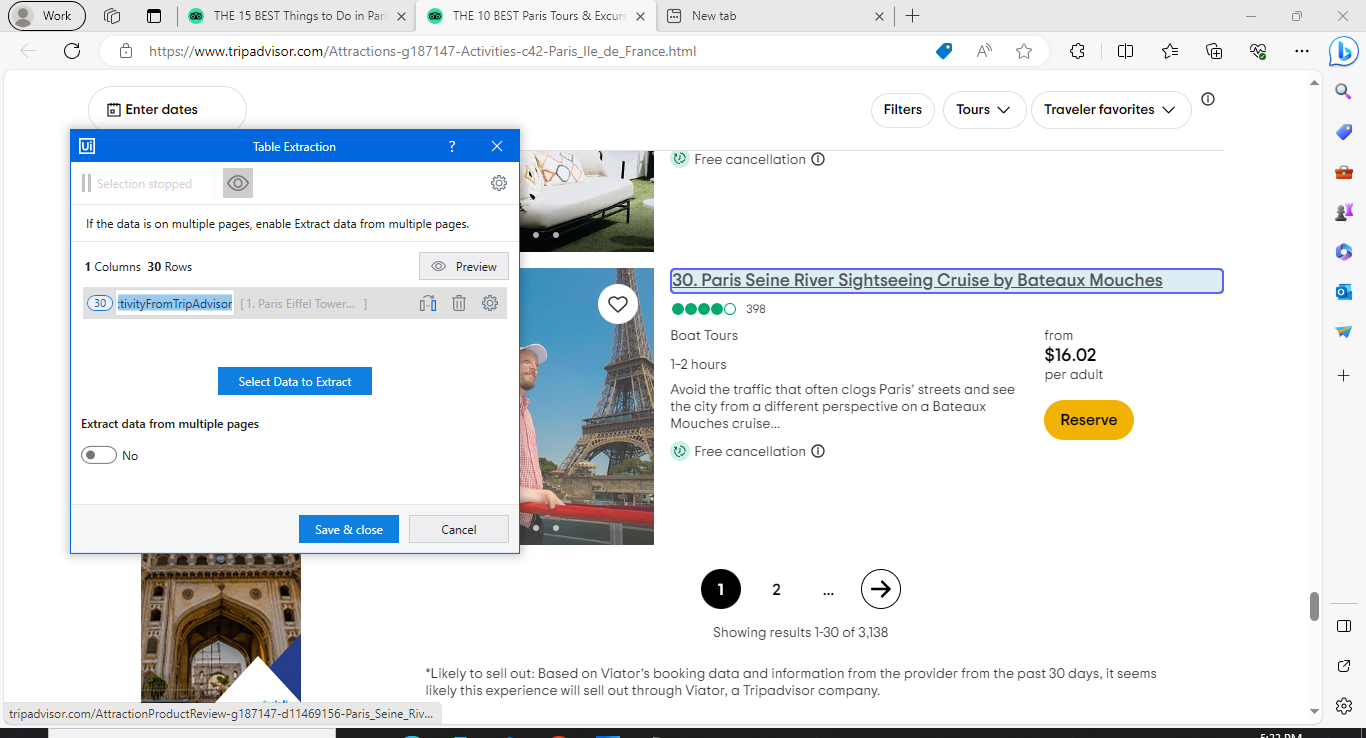 Work
THE 15 BEST Things to Do in Pari
THE 10 BEST Paris Tours & Excurs
New tab
https://www.tripadvisor.com/Attractions-g187147-Activities-c42-Paris_Ile_de_France.html
Enter dates
Filters
Tours
Traveler favorites
Ui
Table Extraction
?
Free cancellation
Selection stopped
If the data is on multiple pages, enable Extract data from multiple pages.
1 Columns 30 Rows
Preview
30
:tivityFromTripAdvisor
[ 1. Paris Eiffel Tower... ]
Select Data to Extract
Extract data from multiple pages
No
Save & close
Cancel
30. Paris Seine River Sightseeing Cruise by Bateaux Mouches
398
Boat Tours
1-2 hours
Avoid the traffic that often clogs Paris' streets and see
the city from a different perspective on a Bateaux
Mouches cruise...
Free cancellation
from
$16.02
per adult
Reserve
1
2
...
Showing results 1-30 of 3,138
*Likely to sell out: Based on Viator's booking data and information from the provider from the past 30 days, it seems
likely this experience will sell out through Viator, a Tripadvisor company.
tripadvisor.com/AttractionProductReview-g187147-d11469156-Paris_Seine_Riv...
5:22 PM